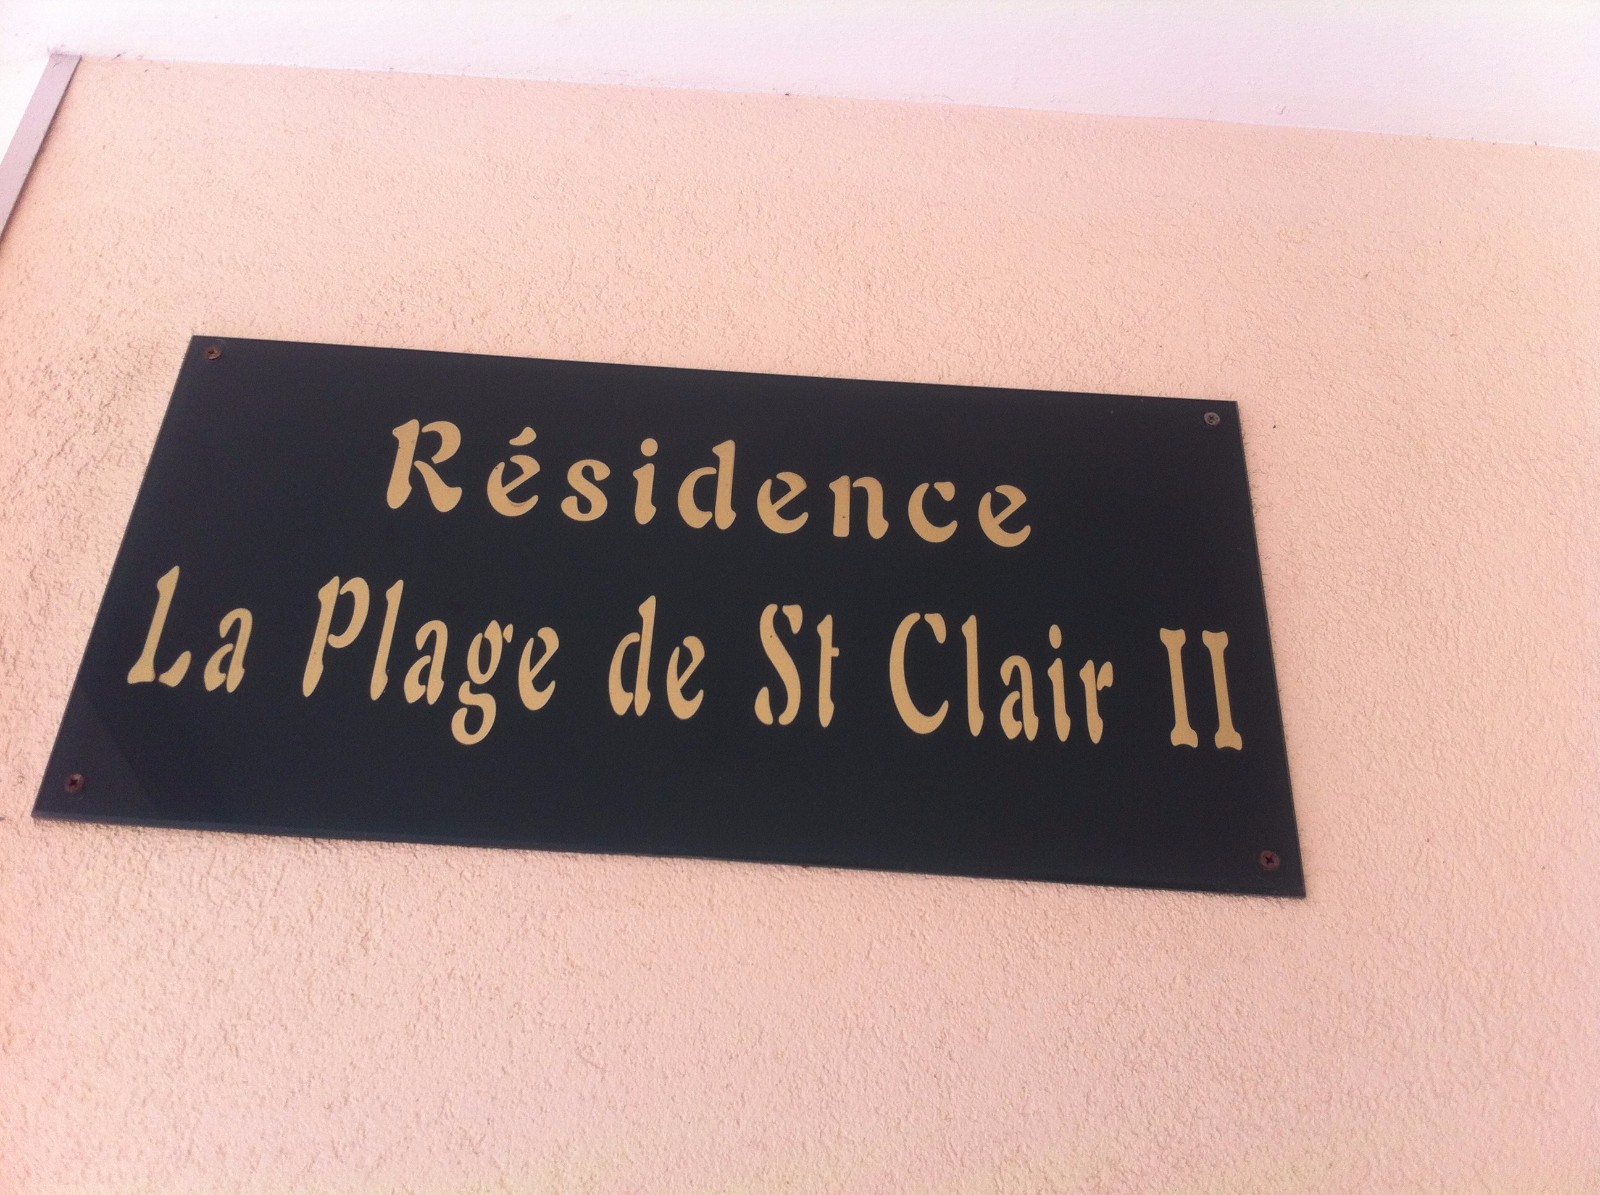 Résidence
La Plage de St Clair II